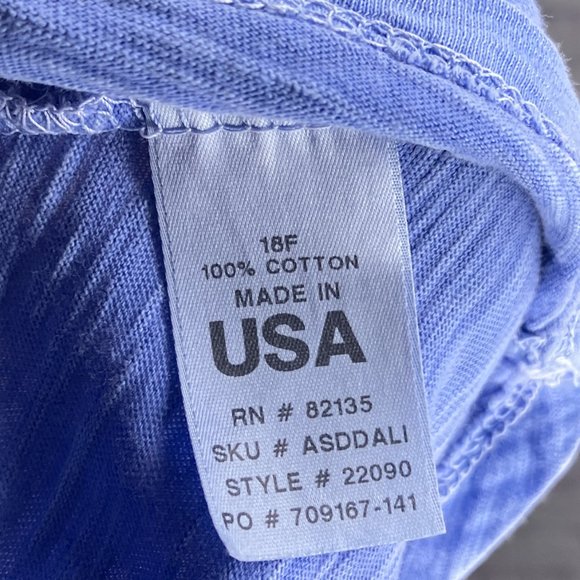 18F
100% COTTON
MADE IN
USA
RN # 82135
SKU # ASDDALI
STYLE # 22090
PO # 709167-141